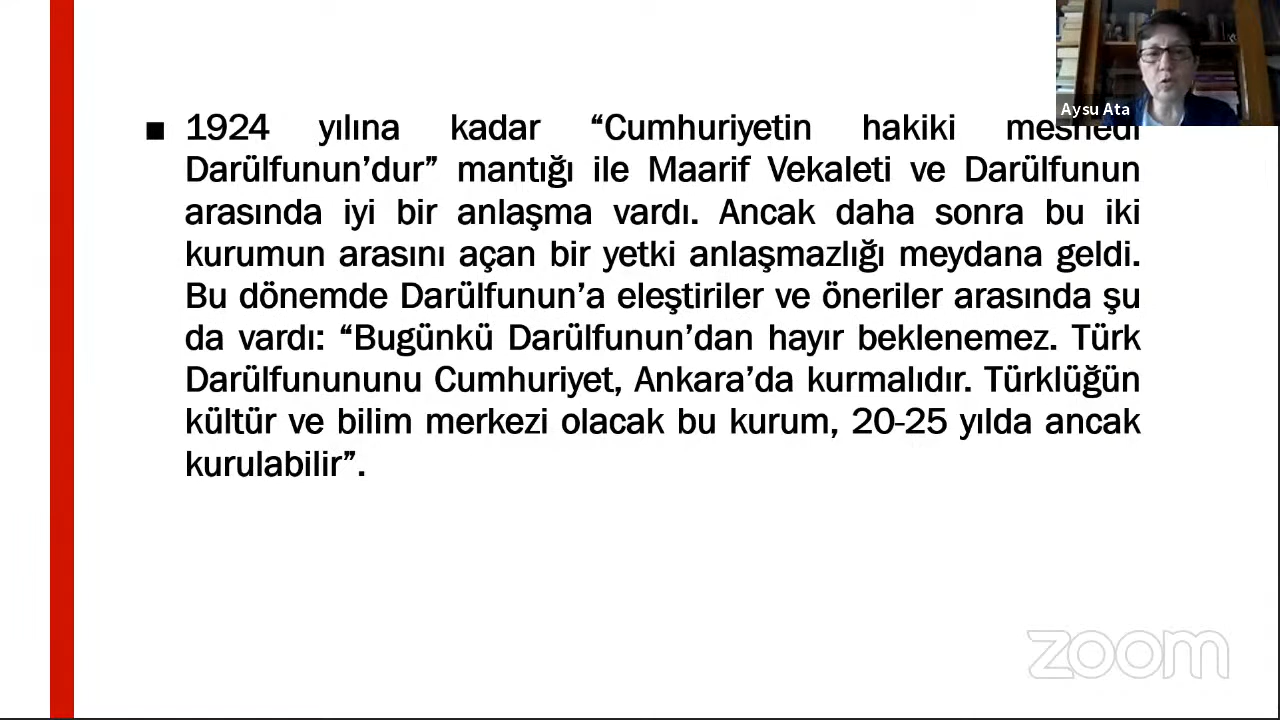 Aysu Ata
■ 1924 yılına kadar “Cumhuriyetin hakiki mesnedi
Darülfunun’dur” mantığı ile Maarif Vekaleti ve Darülfunun
arasında iyi bir anlaşma vardı. Ancak daha sonra bu iki
kurumun arasını açan bir yetki anlaşmazlığı meydana geldi.
Bu dönemde Darülfunun’a eleştiriler ve öneriler arasında şu
da vardı: “Bugünkü Darülfunun’dan hayır beklenemez. Türk
Darülfunununu Cumhuriyet, Ankara’da kurmalıdır. Türklüğün
kültür ve bilim merkezi olacak bu kurum, 20-25 yılda ancak
kurulabilir”.
zoom